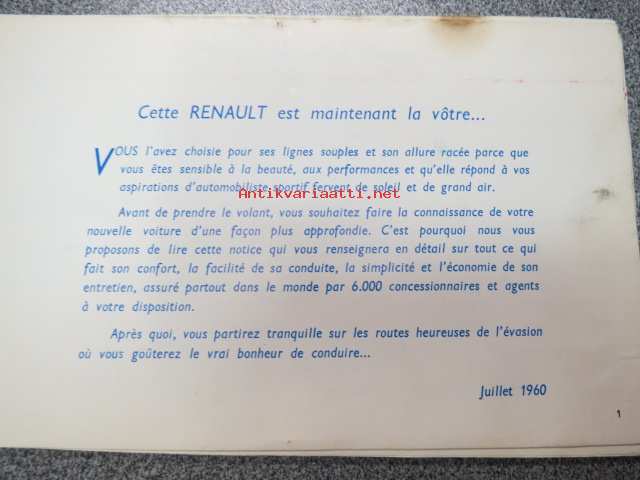 Cette RENAULT est maintenant la vôtre...
VOUS l'avez choisie pour ses lignes souples et son allure racée parce que
vous êtes sensible à la beauté, aux performances et qu'elle répond à vos
aspirations d'automobiliste sportif fervent de soleil et de grand air.
Antikvariaatti.net
Avant de prendre le volant, vous souhaitez faire la connaissance de votre
nouvelle voiture d'une façon plus approfondie. C'est pourquoi nous vous
proposons de lire cette notice qui vous renseignera en détail sur tout ce qui
fait son confort, la facilité de sa conduite, la simplicité et l'économie de son
entretien, assuré partout dans le monde par 6.000 concessionnaires et agents
à votre disposition.
Après quoi, vous partirez tranquille sur les routes heureuses de l'évasion
où vous goûterez le vrai bonheur de conduire...
Juillet 1960
1